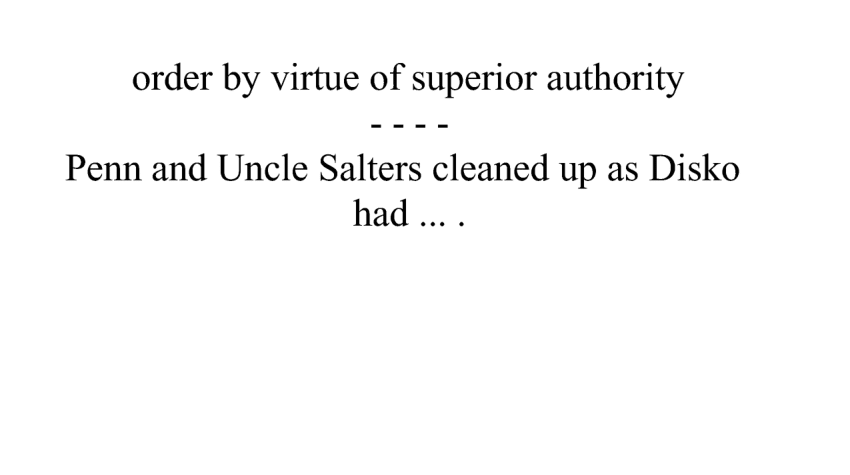 order by virtue of superior authority
- - - -
Penn and Uncle Salters cleaned up as Disko
had ... .